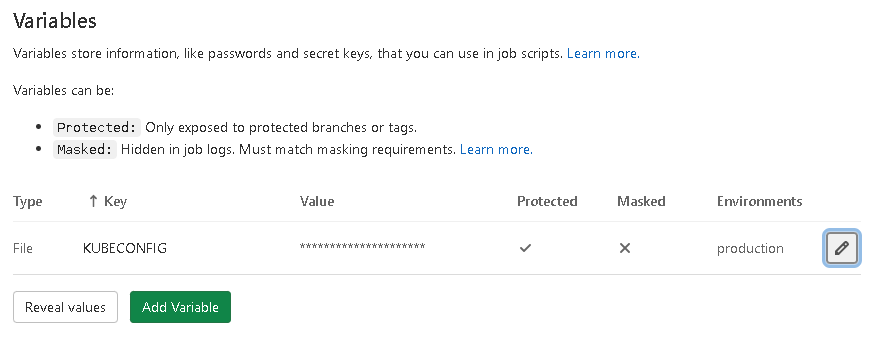 Variables
Variables store information, like passwords and secret keys, that you can use in job scripts. Learn more.
Variables can be:
• Protected: Only exposed to protected branches or tags.
• Masked: Hidden in job logs. Must match masking requirements. Learn more.
Type ↑ Key Value Protected Masked Environments
File KUBECONFIG ********************* production
Reveal values Add Variable